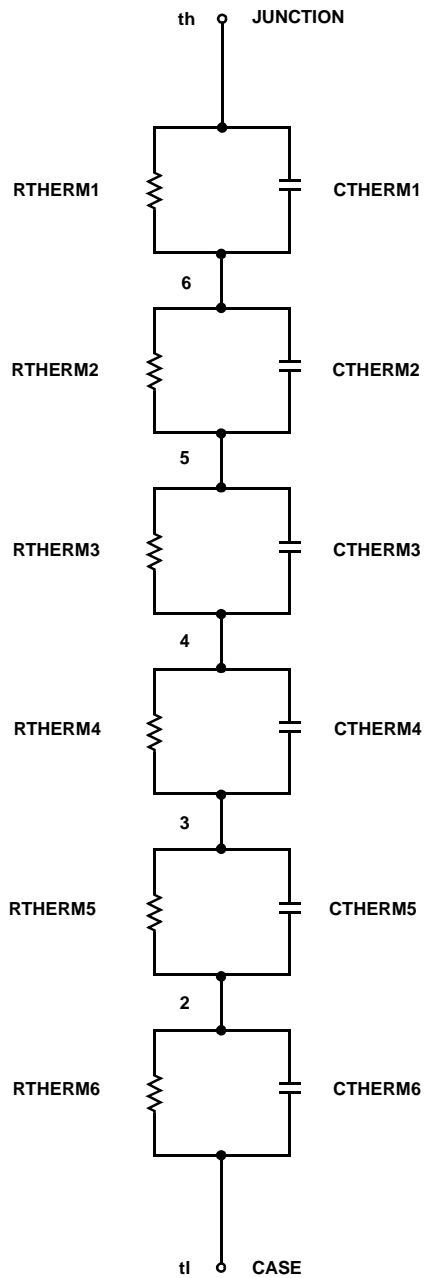 th JUNCTION
RTHERM1 CTHERM1
6
RTHERM2 CTHERM2
5
RTHERM3 CTHERM3
4
RTHERM4 CTHERM4
3
RTHERM5 CTHERM5
2
RTHERM6 CTHERM6
tl CASE